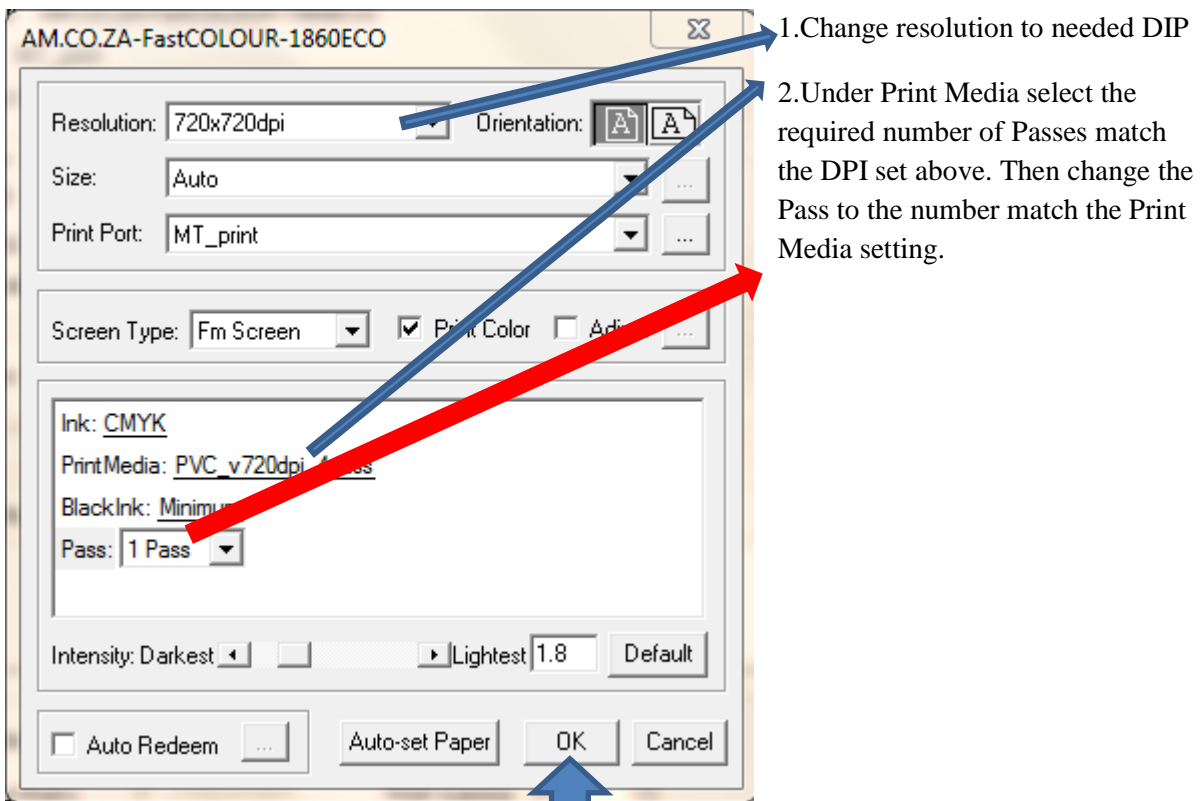 AM.CO.ZA-FastCOLOUR-1860ECO
Resolution: 720x720dpi Orientation: A A
Size: Auto ...
Print Port: MT_print ...
Screen Type: Fm Screen Print Color ...
Ink: CMYK
PrintMedia: PVC_v720dpi
BlackInk: Minimum
Pass: 1 Pass
Intensity: Darkest Lightest 1.8 Default
Auto Redeem ... Auto-set Paper OK Cancel
1.Change resolution to needed DIP
2.Under Print Media select the
required number of Passes match
the DPI set above. Then change the
Pass to the number match the Print
Media setting.